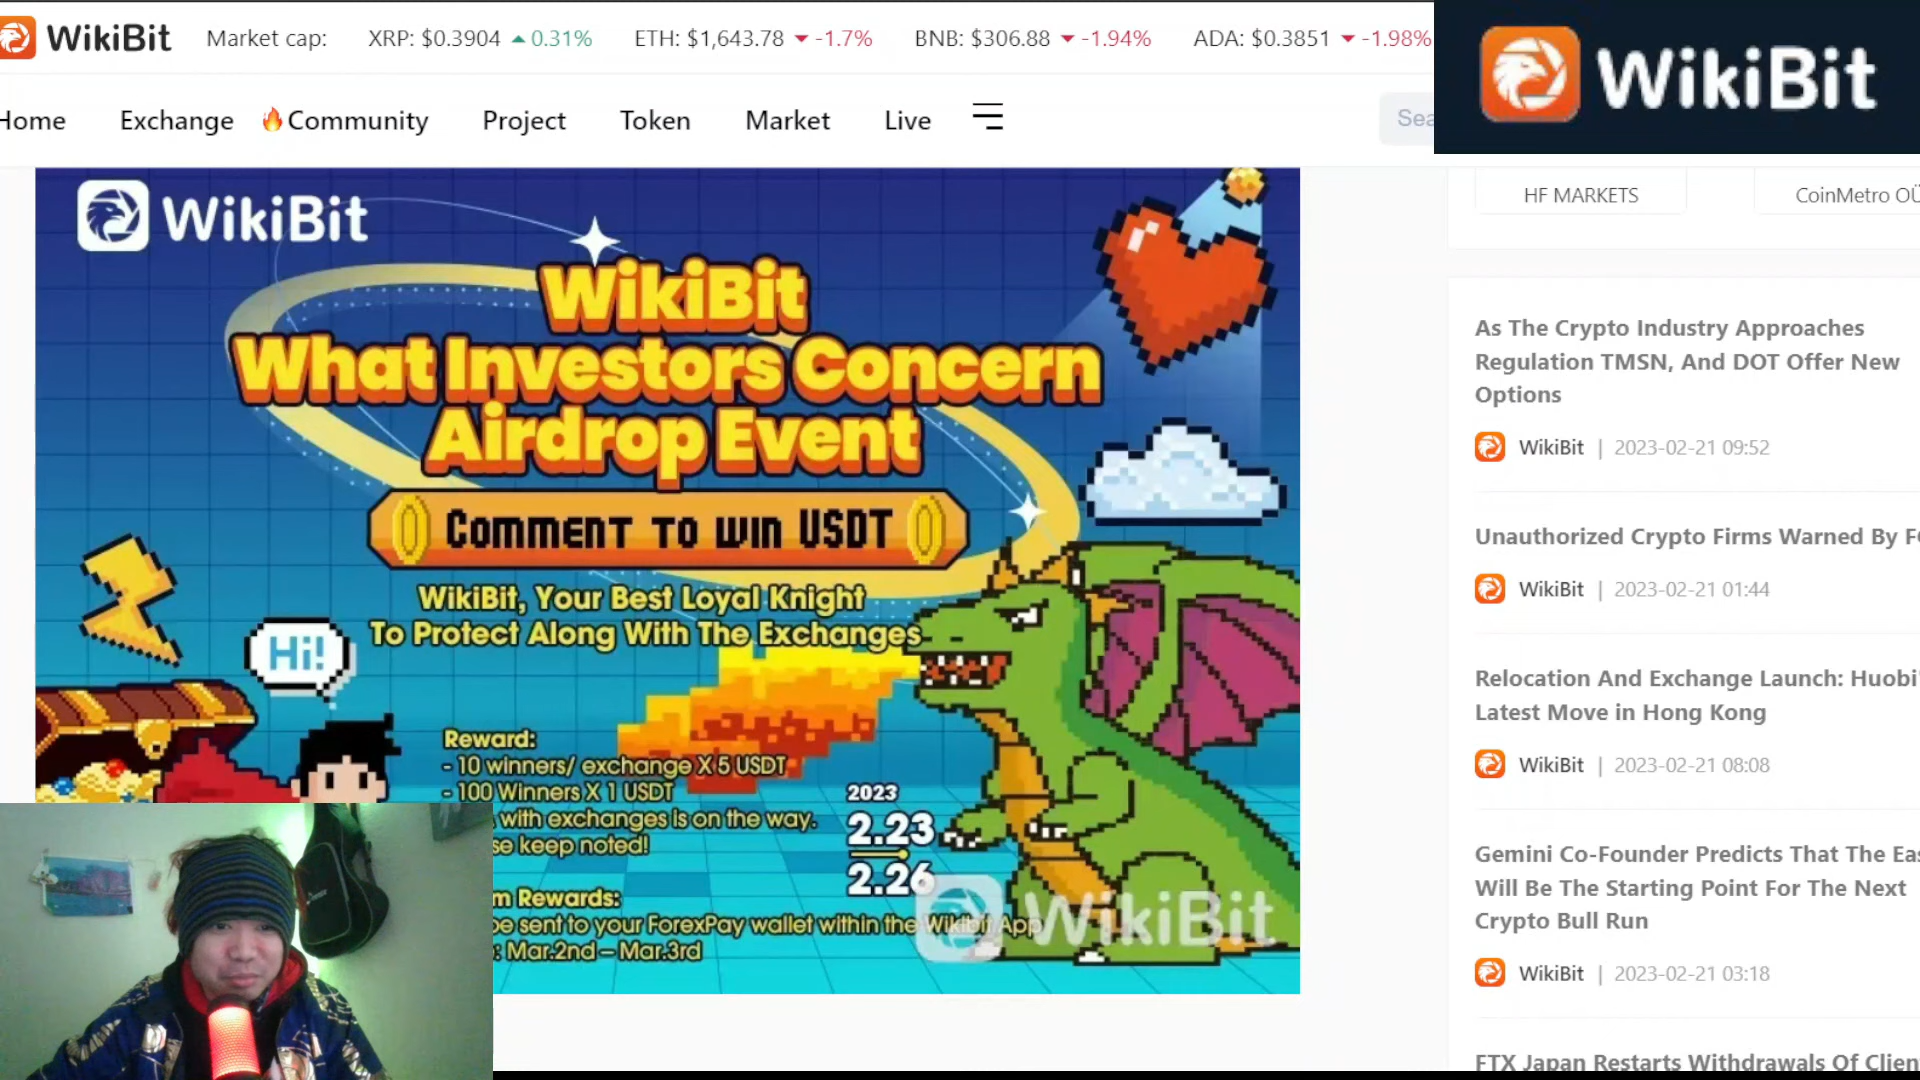 WikiBit Market cap: XRP: $0.3904 0.31% ETH: $1,643.78 -1.7% BNB: $306.88 -1.94% ADA: $0.3851 -1.98%
WikiBit
Home Exchange Community Project Token Market Live
WikiBit
WikiBit
What Investors Concern
Airdrop Event
Comment to win USDT
WikiBit, Your Best Loyal Knight
To Protect Along With The Exchanges
Hi!
Reward:
- 10 winners/ exchange X 5 USDT
- 100 Winners X 1 USDT
with exchanges is on the way.
keep noted!
2023
2.23
2.26
Rewards:
be sent to your ForexPay wallet within the Wikibit App
: Mar.2nd – Mar.3rd
WikiBit
HF MARKETS
CoinMetro OÜ
As The Crypto Industry Approaches
Regulation TMSN, And DOT Offer New
Options
WikiBit | 2023-02-21 09:52
Unauthorized Crypto Firms Warned By
WikiBit | 2023-02-21 01:44
Relocation And Exchange Launch: Huobi'
Latest Move in Hong Kong
WikiBit | 2023-02-21 08:08
Gemini Co-Founder Predicts That The
Will Be The Starting Point For The Next
Crypto Bull Run
WikiBit | 2023-02-21 03:18
FTX Japan Restarts Withdrawals Of